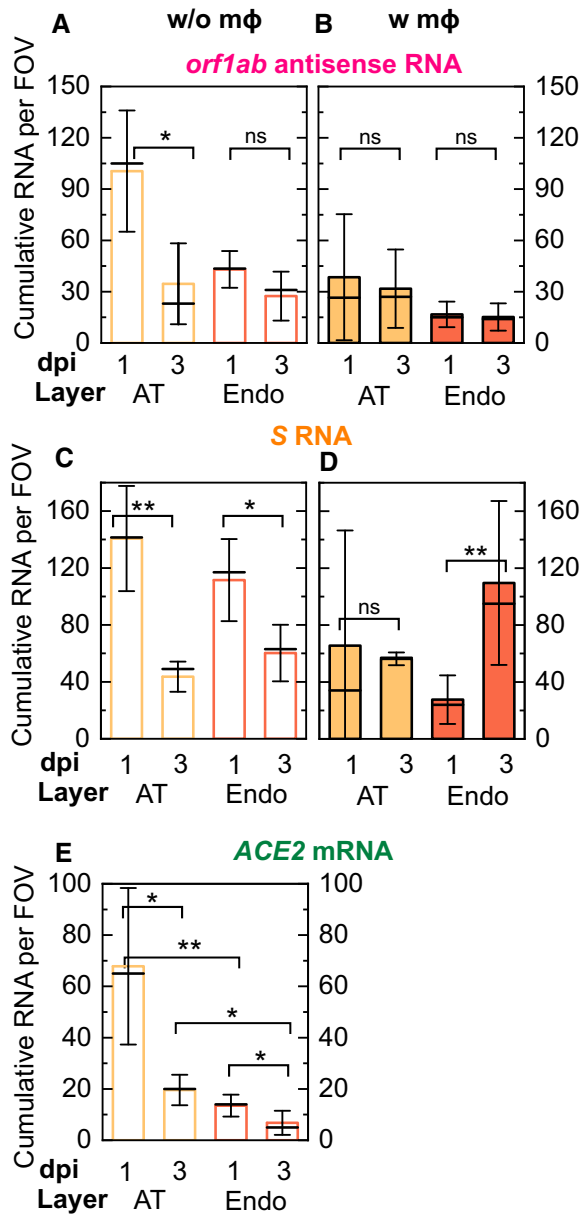 A w/o mϕ B w mϕ
orf1ab antisense RNA
Cumulative RNA per FOV
150 150
120 120
90 90
60 60
30 30
0 0
* ns ns ns
dpi 1 3 1 3 1 3 1 3
Layer AT Endo AT Endo
S RNA
C D
Cumulative RNA per FOV
160 160
120 120
80 80
40 40
0 0
** * ns **
dpi 1 3 1 3 1 3 1 3
Layer AT Endo AT Endo
E
ACE2 mRNA
Cumulative RNA per FOV
100 100
80 80
60 60
40 40
20 20
0 0
*
**
*
*
dpi 1 3 1 3
Layer AT Endo